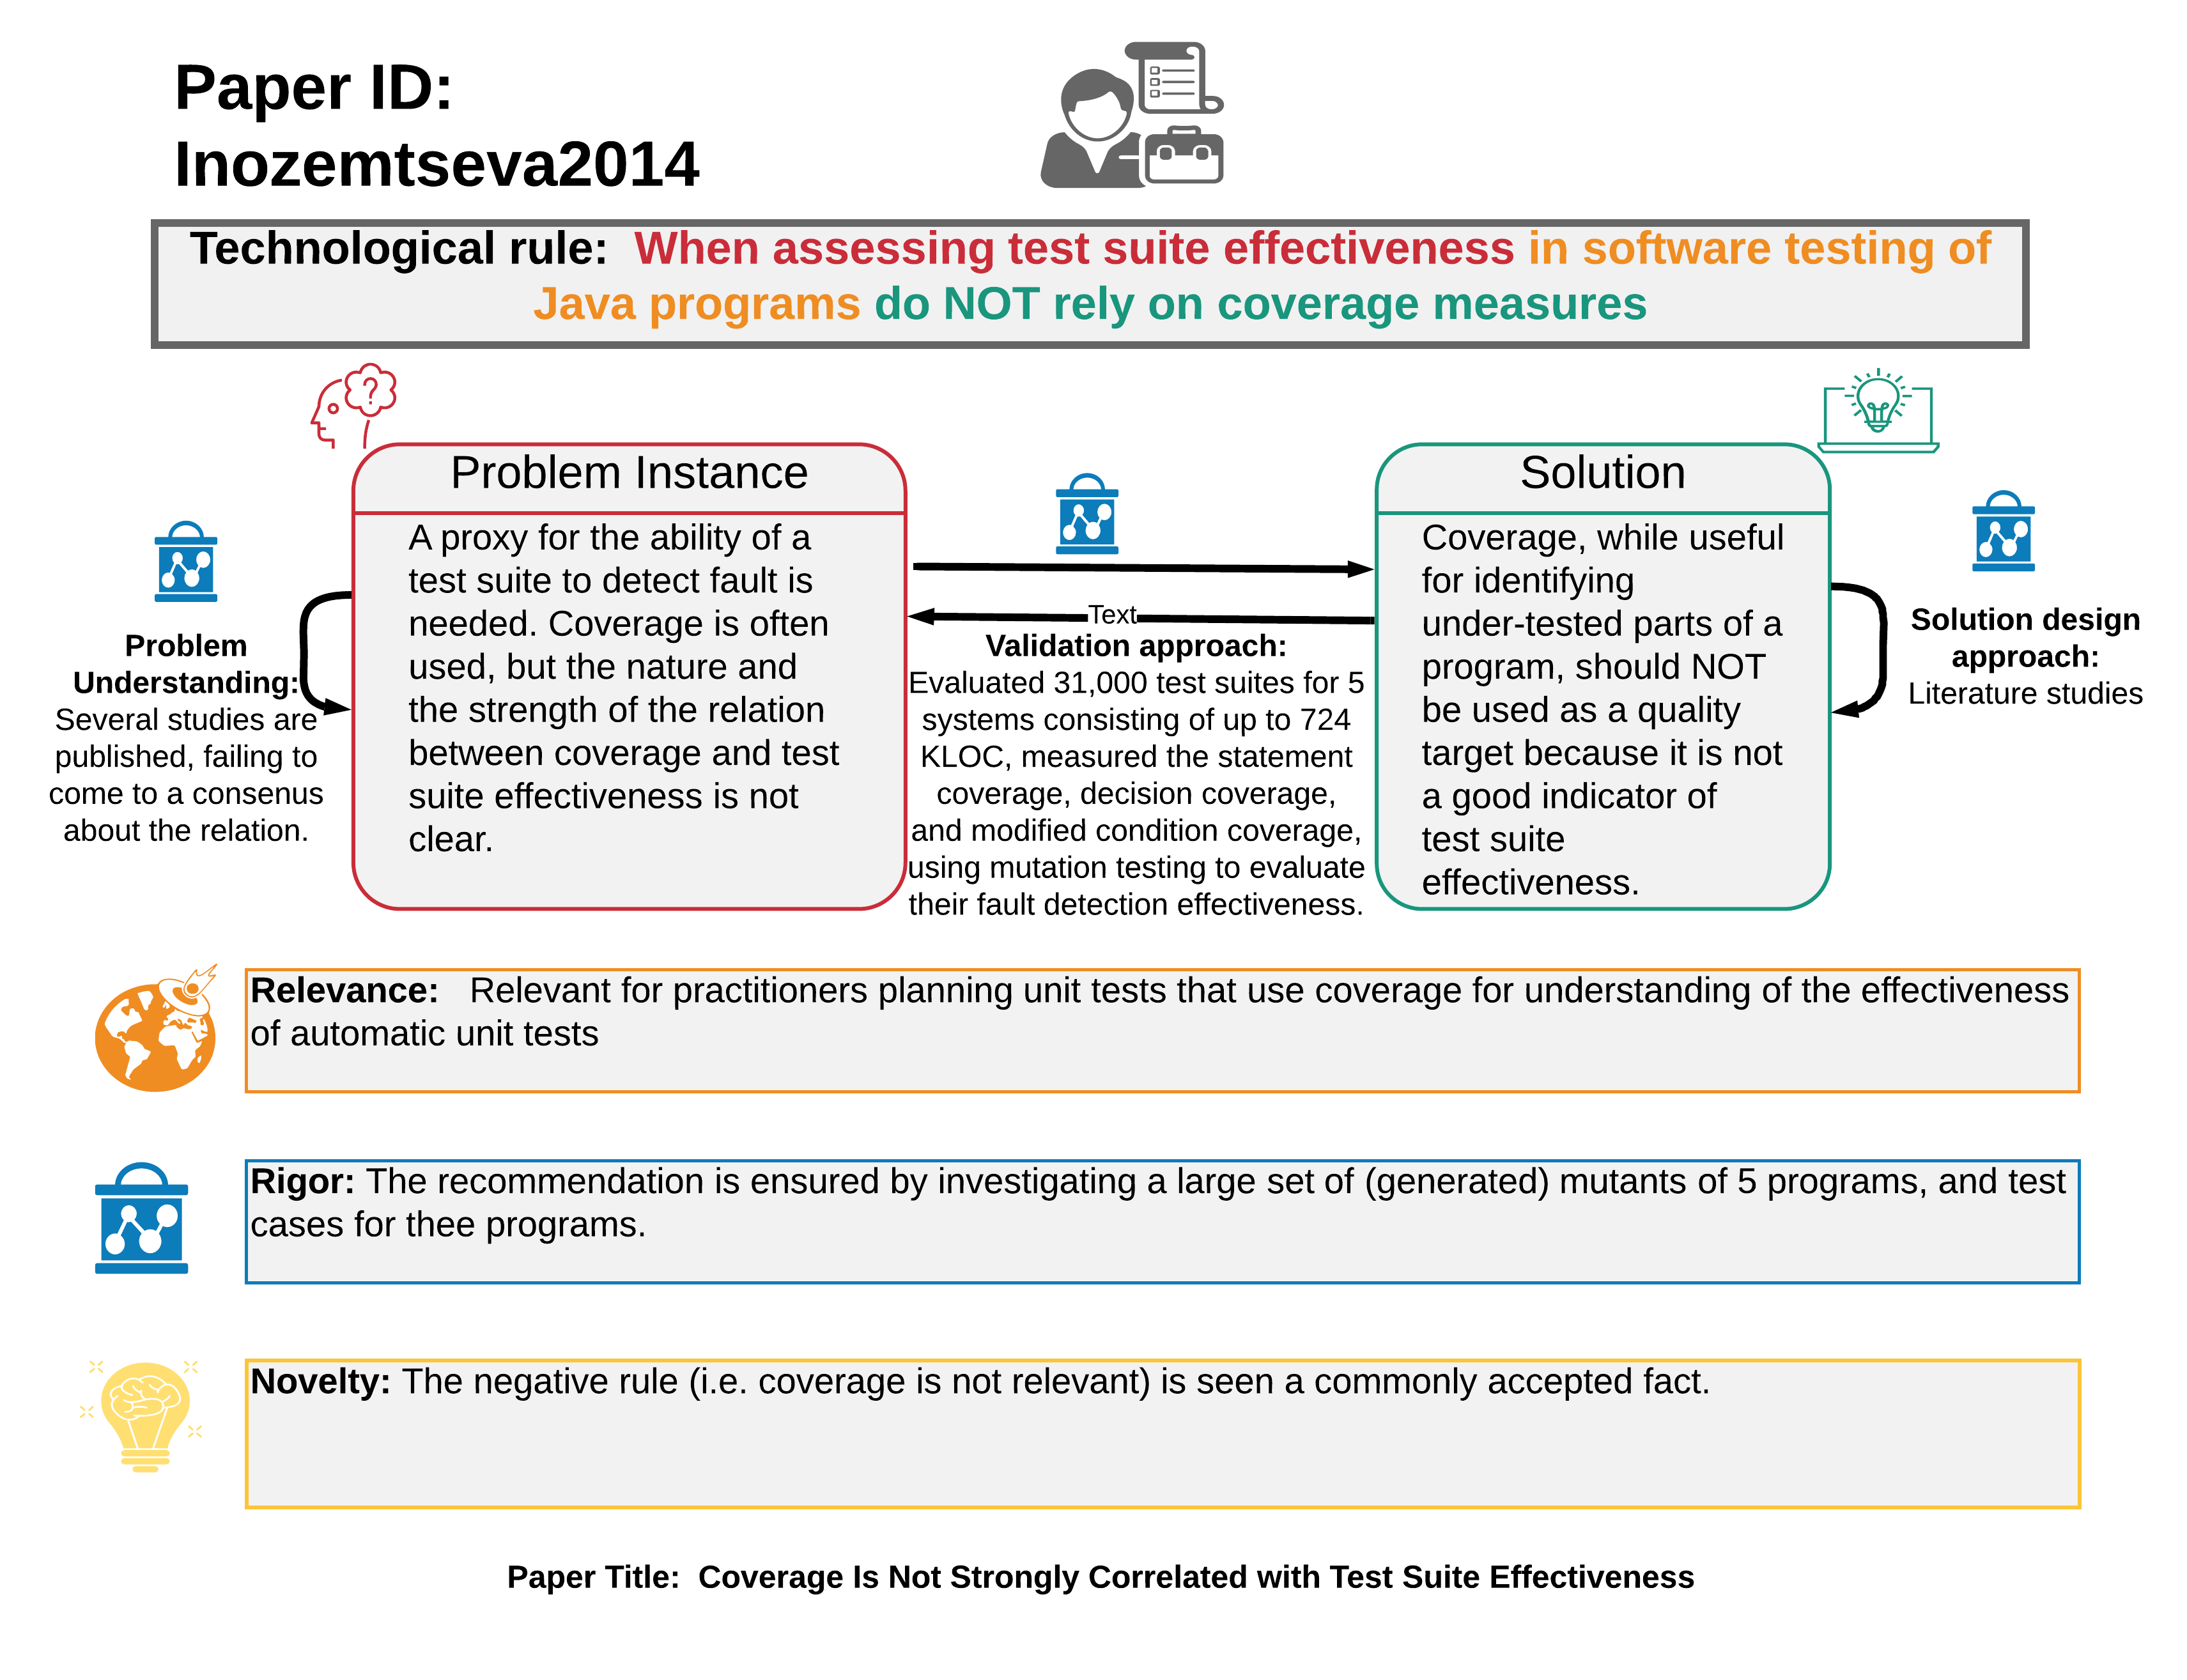 Paper ID:
Inozemtseva2014
Technological rule: When assessing test suite effectiveness in software testing of
Java programs do NOT rely on coverage measures
Problem Instance
A proxy for the ability of a
test suite to detect fault is
needed. Coverage is often
used, but the nature and
the strength of the relation
between coverage and test
suite effectiveness is not
clear.
Problem
Understanding:
Several studies are
published, failing to
come to a consenus
about the relation.
Text
Validation approach:
Evaluated 31,000 test suites for 5
systems consisting of up to 724
KLOC, measured the statement
coverage, decision coverage,
and modified condition coverage,
using mutation testing to evaluate
their fault detection effectiveness.
Solution
Coverage, while useful
for identifying
under-tested parts of a
program, should NOT
be used as a quality
target because it is not
a good indicator of
test suite
effectiveness.
Solution design
approach:
Literature studies
Relevance: Relevant for practitioners planning unit tests that use coverage for understanding of the effectiveness
of automatic unit tests
Rigor: The recommendation is ensured by investigating a large set of (generated) mutants of 5 programs, and test
cases for thee programs.
Novelty: The negative rule (i.e. coverage is not relevant) is seen a commonly accepted fact.
Paper Title: Coverage Is Not Strongly Correlated with Test Suite Effectiveness